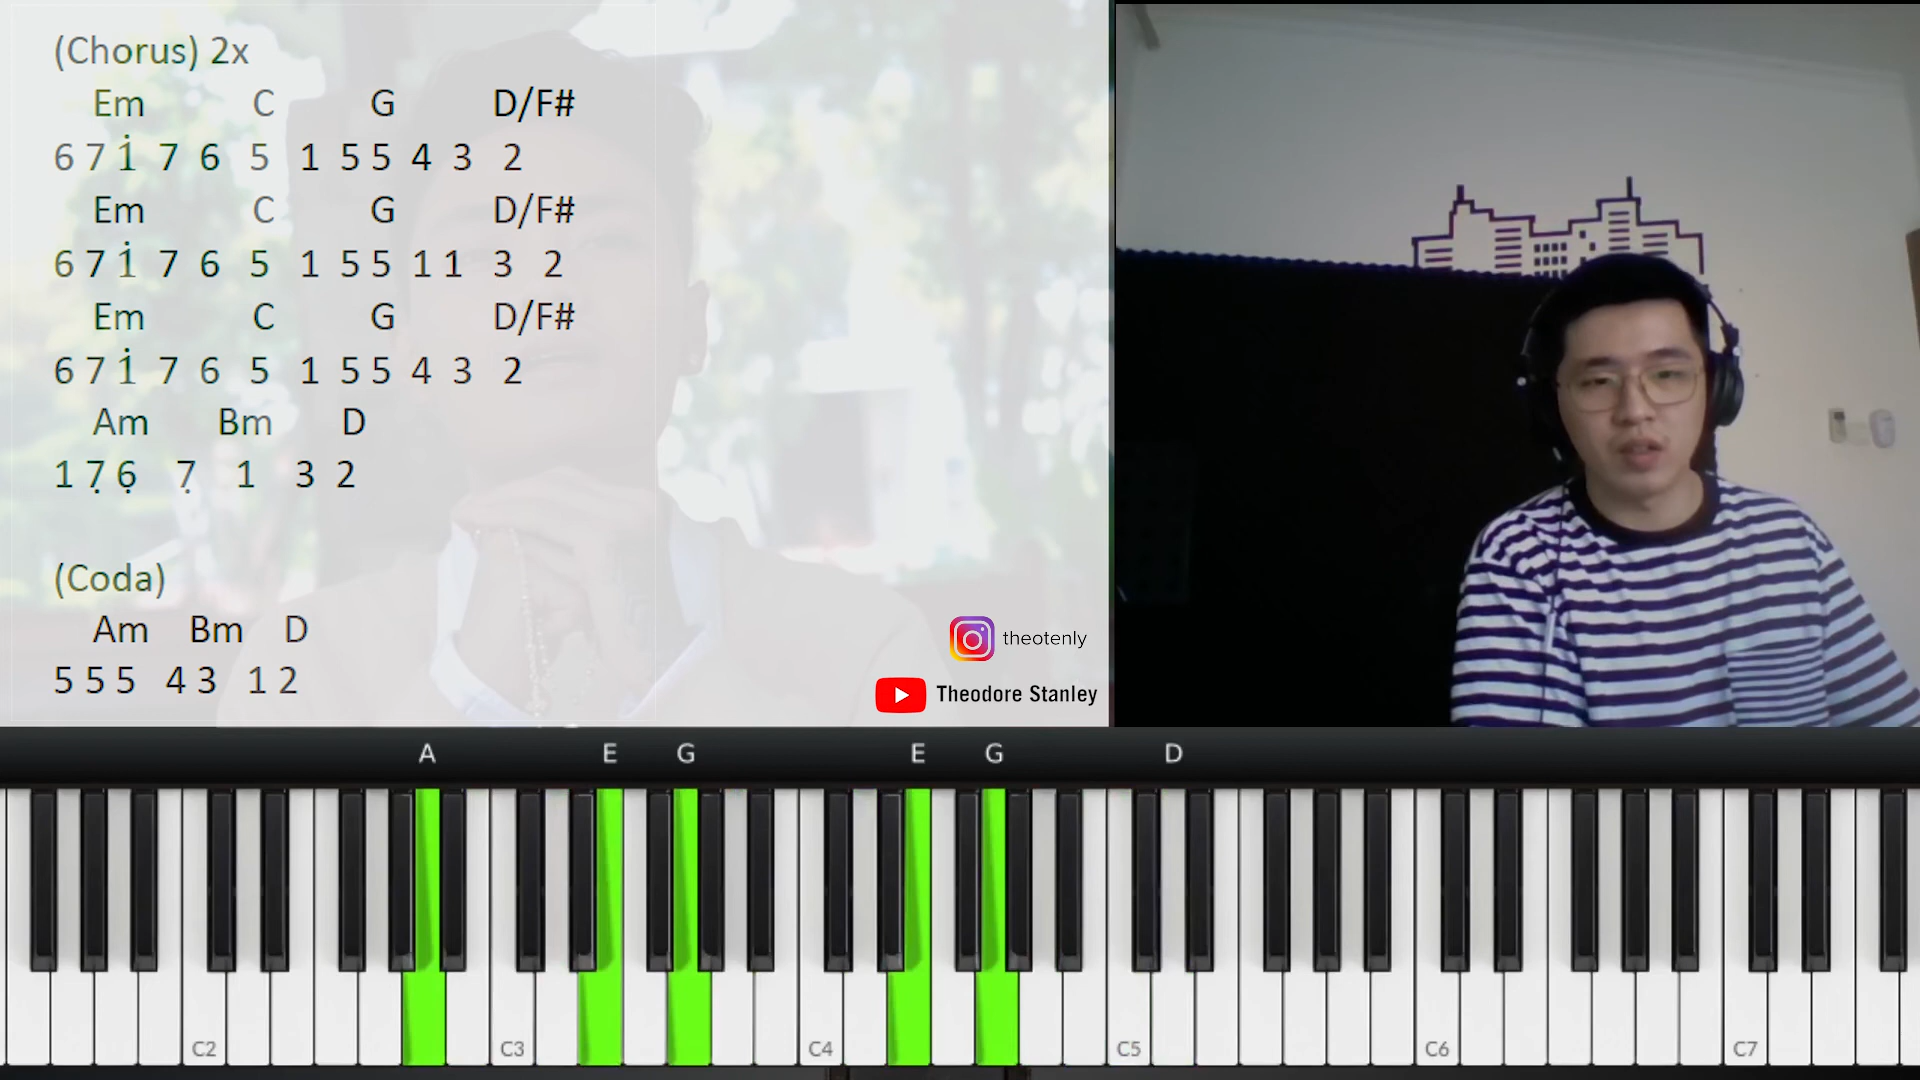 (Chorus) 2x
Em C G D/F#
6 7 1̇ 7 6 5 1 5 5 4 3 2
Em C G D/F#
6 7 1̇ 7 6 5 1 5 5 1 1 3 2
Em C G D/F#
6 7 1̇ 7 6 5 1 5 5 4 3 2
Am Bm D
1 7̣ 6̣ 7̣ 1 3 2
(Coda)
Am Bm D
5 5 5 4 3 1 2
theotenly
Theodore Stanley
A E G E G D
C2 C3 C4 C5 C6 C7